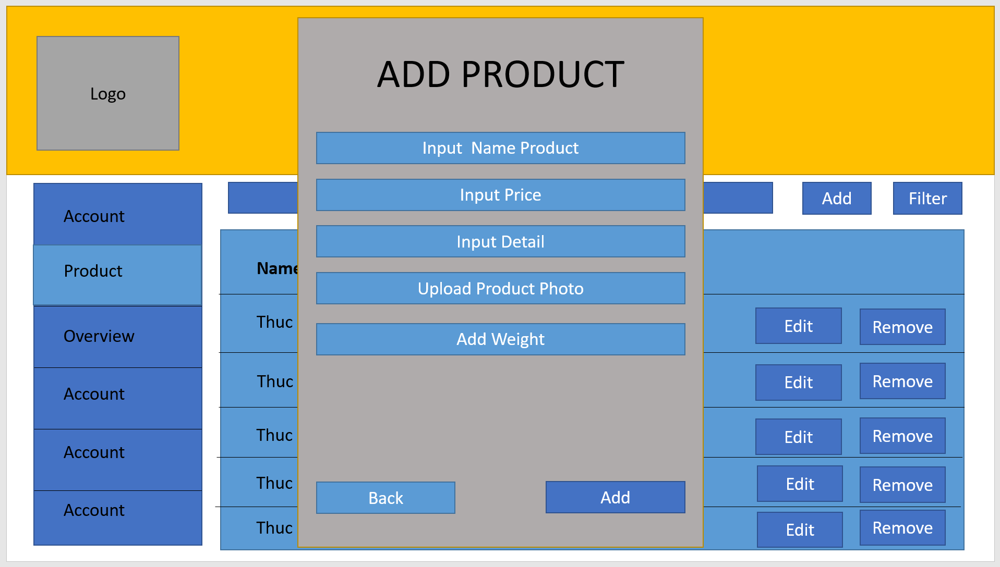 Logo
ADD PRODUCT
Input  Name Product
Input Price
Input Detail
Upload Product Photo
Add Weight
Back
Add
Add
Filter
Account
Product
Overview
Account
Account
Account
Name
Thuc
Edit
Remove
Thuc
Edit
Remove
Thuc
Edit
Remove
Thuc
Edit
Remove
Thuc
Edit
Remove